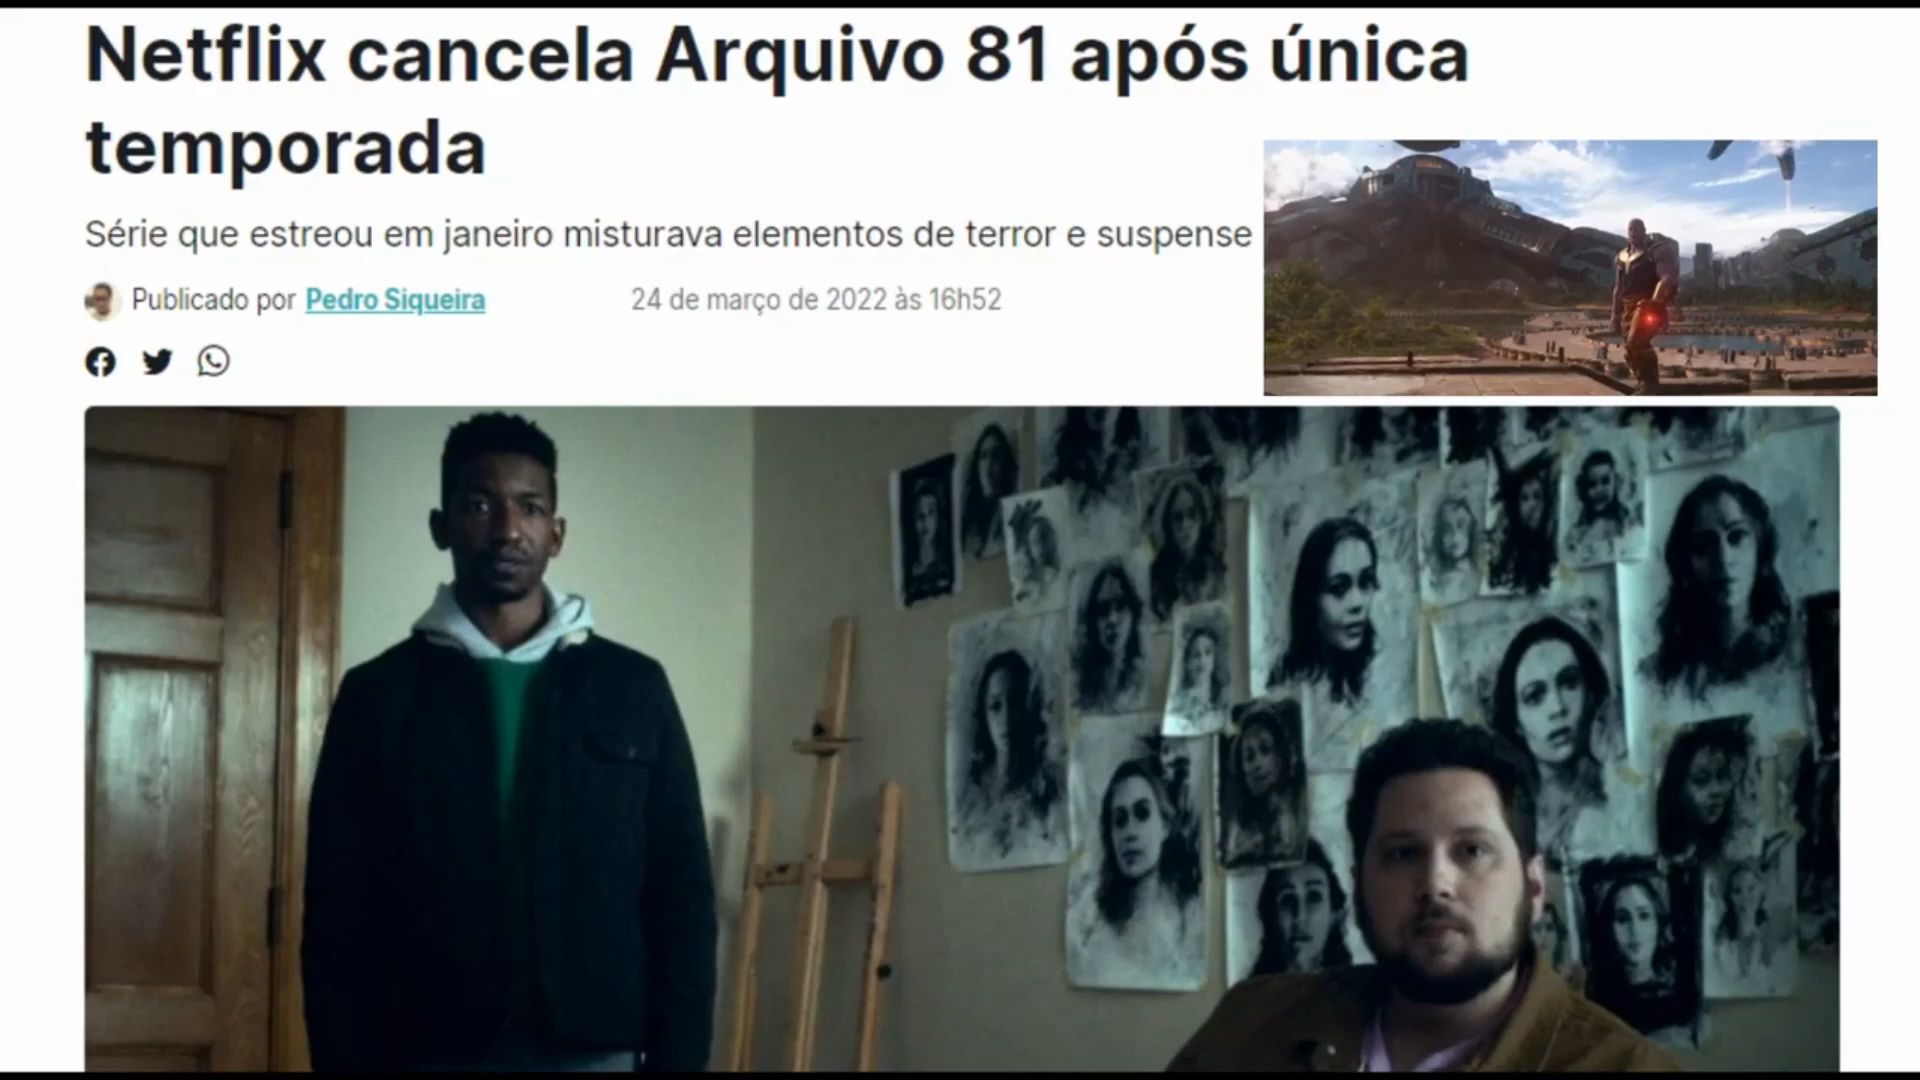 Netflix cancela Arquivo 81 após única
temporada
Série que estreou em janeiro misturava elementos de terror e suspense
Publicado por Pedro Siqueira 24 de março de 2022 às 16h52